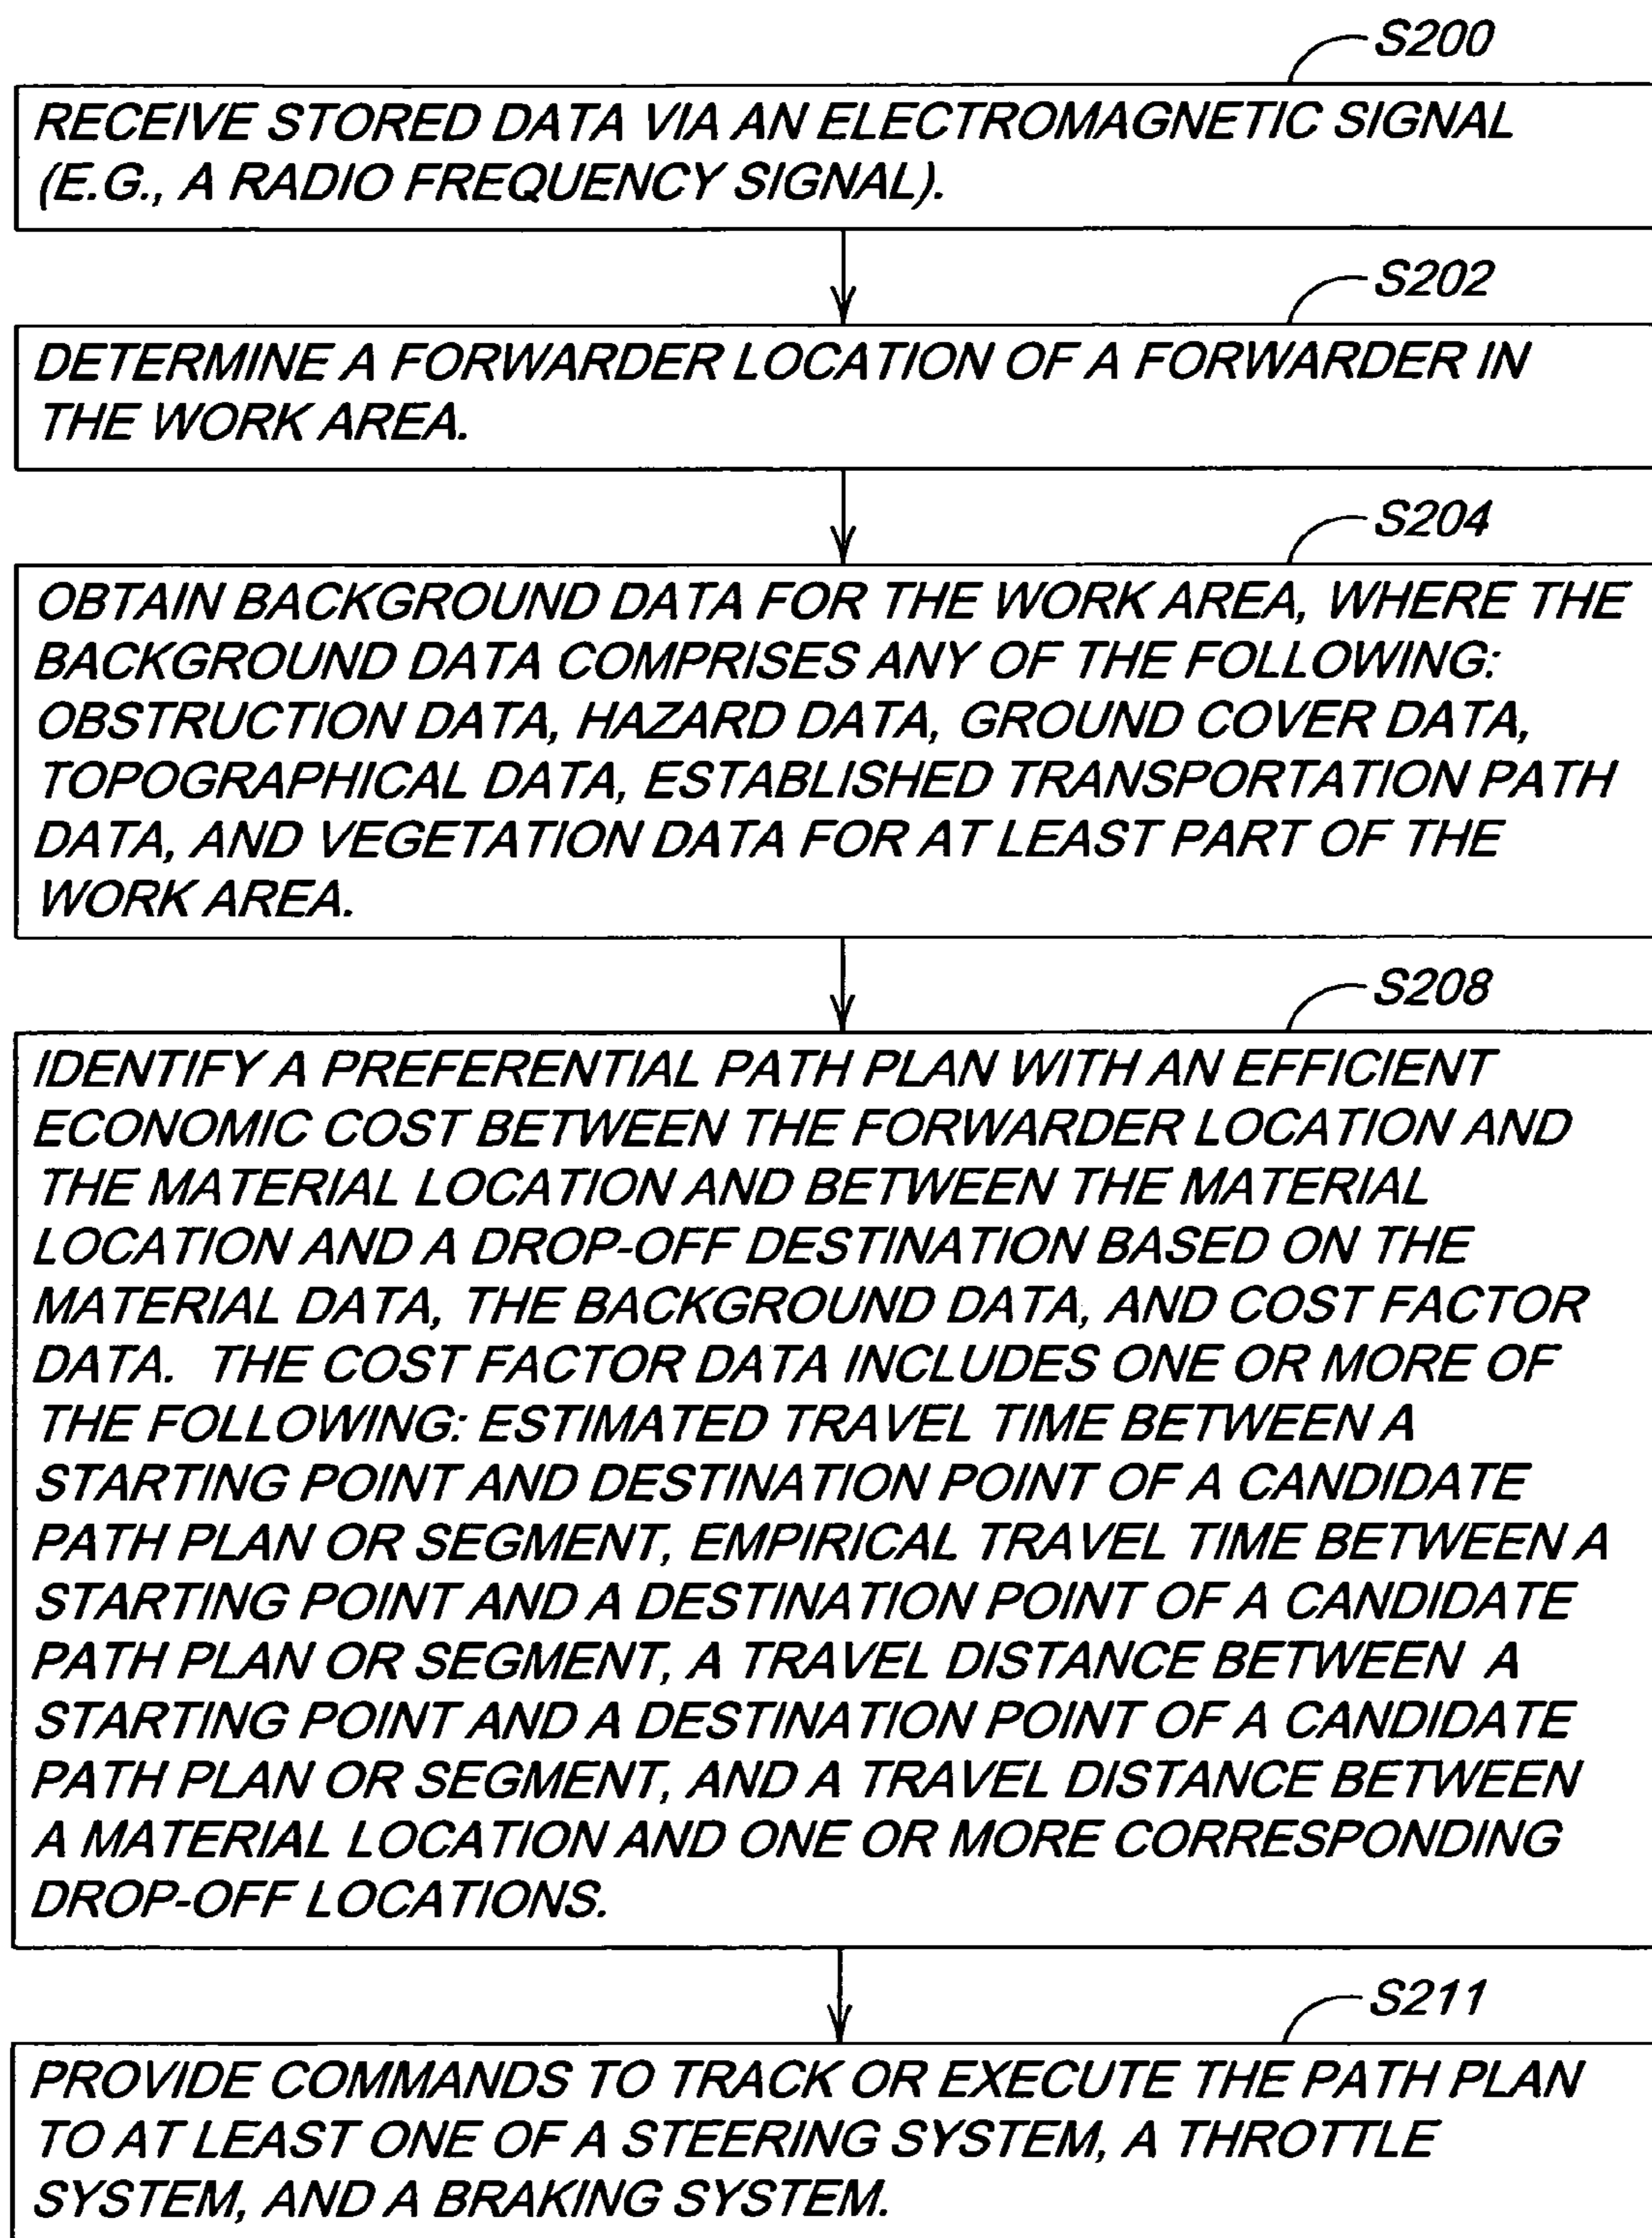 S200
RECEIVE STORED DATA VIA AN ELECTROMAGNETIC SIGNAL
(E.G., A RADIO FREQUENCY SIGNAL).
S202
DETERMINE A FORWARDER LOCATION OF A FORWARDER IN
THE WORK AREA.
S204
OBTAIN BACKGROUND DATA FOR THE WORK AREA, WHERE THE
BACKGROUND DATA COMPRISES ANY OF THE FOLLOWING:
OBSTRUCTION DATA, HAZARD DATA, GROUND COVER DATA,
TOPOGRAPHICAL DATA, ESTABLISHED TRANSPORTATION PATH
DATA, AND VEGETATION DATA FOR AT LEAST PART OF THE
WORK AREA.
S208
IDENTIFY A PREFERENTIAL PATH PLAN WITH AN EFFICIENT
ECONOMIC COST BETWEEN THE FORWARDER LOCATION AND
THE MATERIAL LOCATION AND BETWEEN THE MATERIAL
LOCATION AND A DROP-OFF DESTINATION BASED ON THE
MATERIAL DATA, THE BACKGROUND DATA, AND COST FACTOR
DATA. THE COST FACTOR DATA INCLUDES ONE OR MORE OF
THE FOLLOWING: ESTIMATED TRAVEL TIME BETWEEN A
STARTING POINT AND DESTINATION POINT OF A CANDIDATE
PATH PLAN OR SEGMENT, EMPIRICAL TRAVEL TIME BETWEEN A
STARTING POINT AND A DESTINATION POINT OF A CANDIDATE
PATH PLAN OR SEGMENT, A TRAVEL DISTANCE BETWEEN A
STARTING POINT AND A DESTINATION POINT OF A CANDIDATE
PATH PLAN OR SEGMENT, AND A TRAVEL DISTANCE BETWEEN
A MATERIAL LOCATION AND ONE OR MORE CORRESPONDING
DROP-OFF LOCATIONS.
S211
PROVIDE COMMANDS TO TRACK OR EXECUTE THE PATH PLAN
TO AT LEAST ONE OF A STEERING SYSTEM, A THROTTLE
SYSTEM, AND A BRAKING SYSTEM.